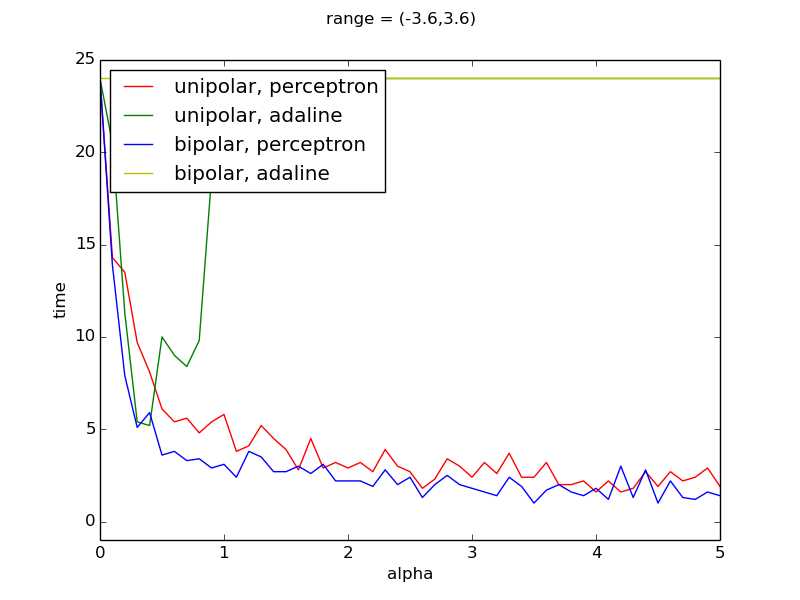 range = (-3.6,3.6)
25
20
15
10
5
0
time
unipolar, perceptron
unipolar, adaline
bipolar, perceptron
bipolar, adaline
0 1 2 3 4 5
alpha